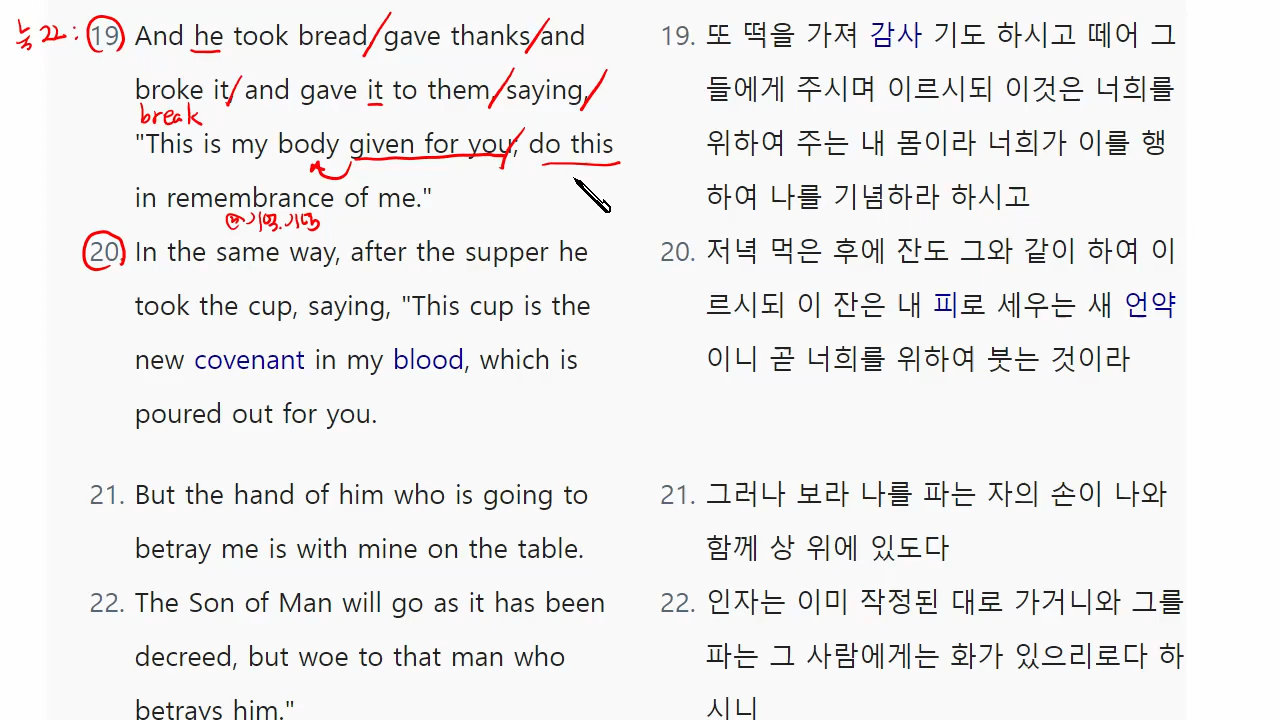 눅 22 : 19. And he took bread, gave thanks, and
broke it, and gave it to them, saying,
break
"This is my body given for you; do this
in remembrance of me."
기억. 기념
20. In the same way, after the supper he
took the cup, saying, "This cup is the
new covenant in my blood, which is
poured out for you.
21. But the hand of him who is going to
betray me is with mine on the table.
22. The Son of Man will go as it has been
decreed, but woe to that man who
betrays him."
19. 또 떡을 가져 감사 기도 하시고 떼어 그
들에게 주시며 이르시되 이것은 너희를
위하여 주는 내 몸이라 너희가 이를 행
하여 나를 기념하라 하시고
20. 저녁 먹은 후에 잔도 그와 같이 하여 이
르시되 이 잔은 내 피로 세우는 새 언약
이니 곧 너희를 위하여 붓는 것이라
21. 그러나 보라 나를 파는 자의 손이 나와
함께 상 위에 있도다
22. 인자는 이미 작정된 대로 가거니와 그를
파는 그 사람에게는 화가 있으리로다 하
시니